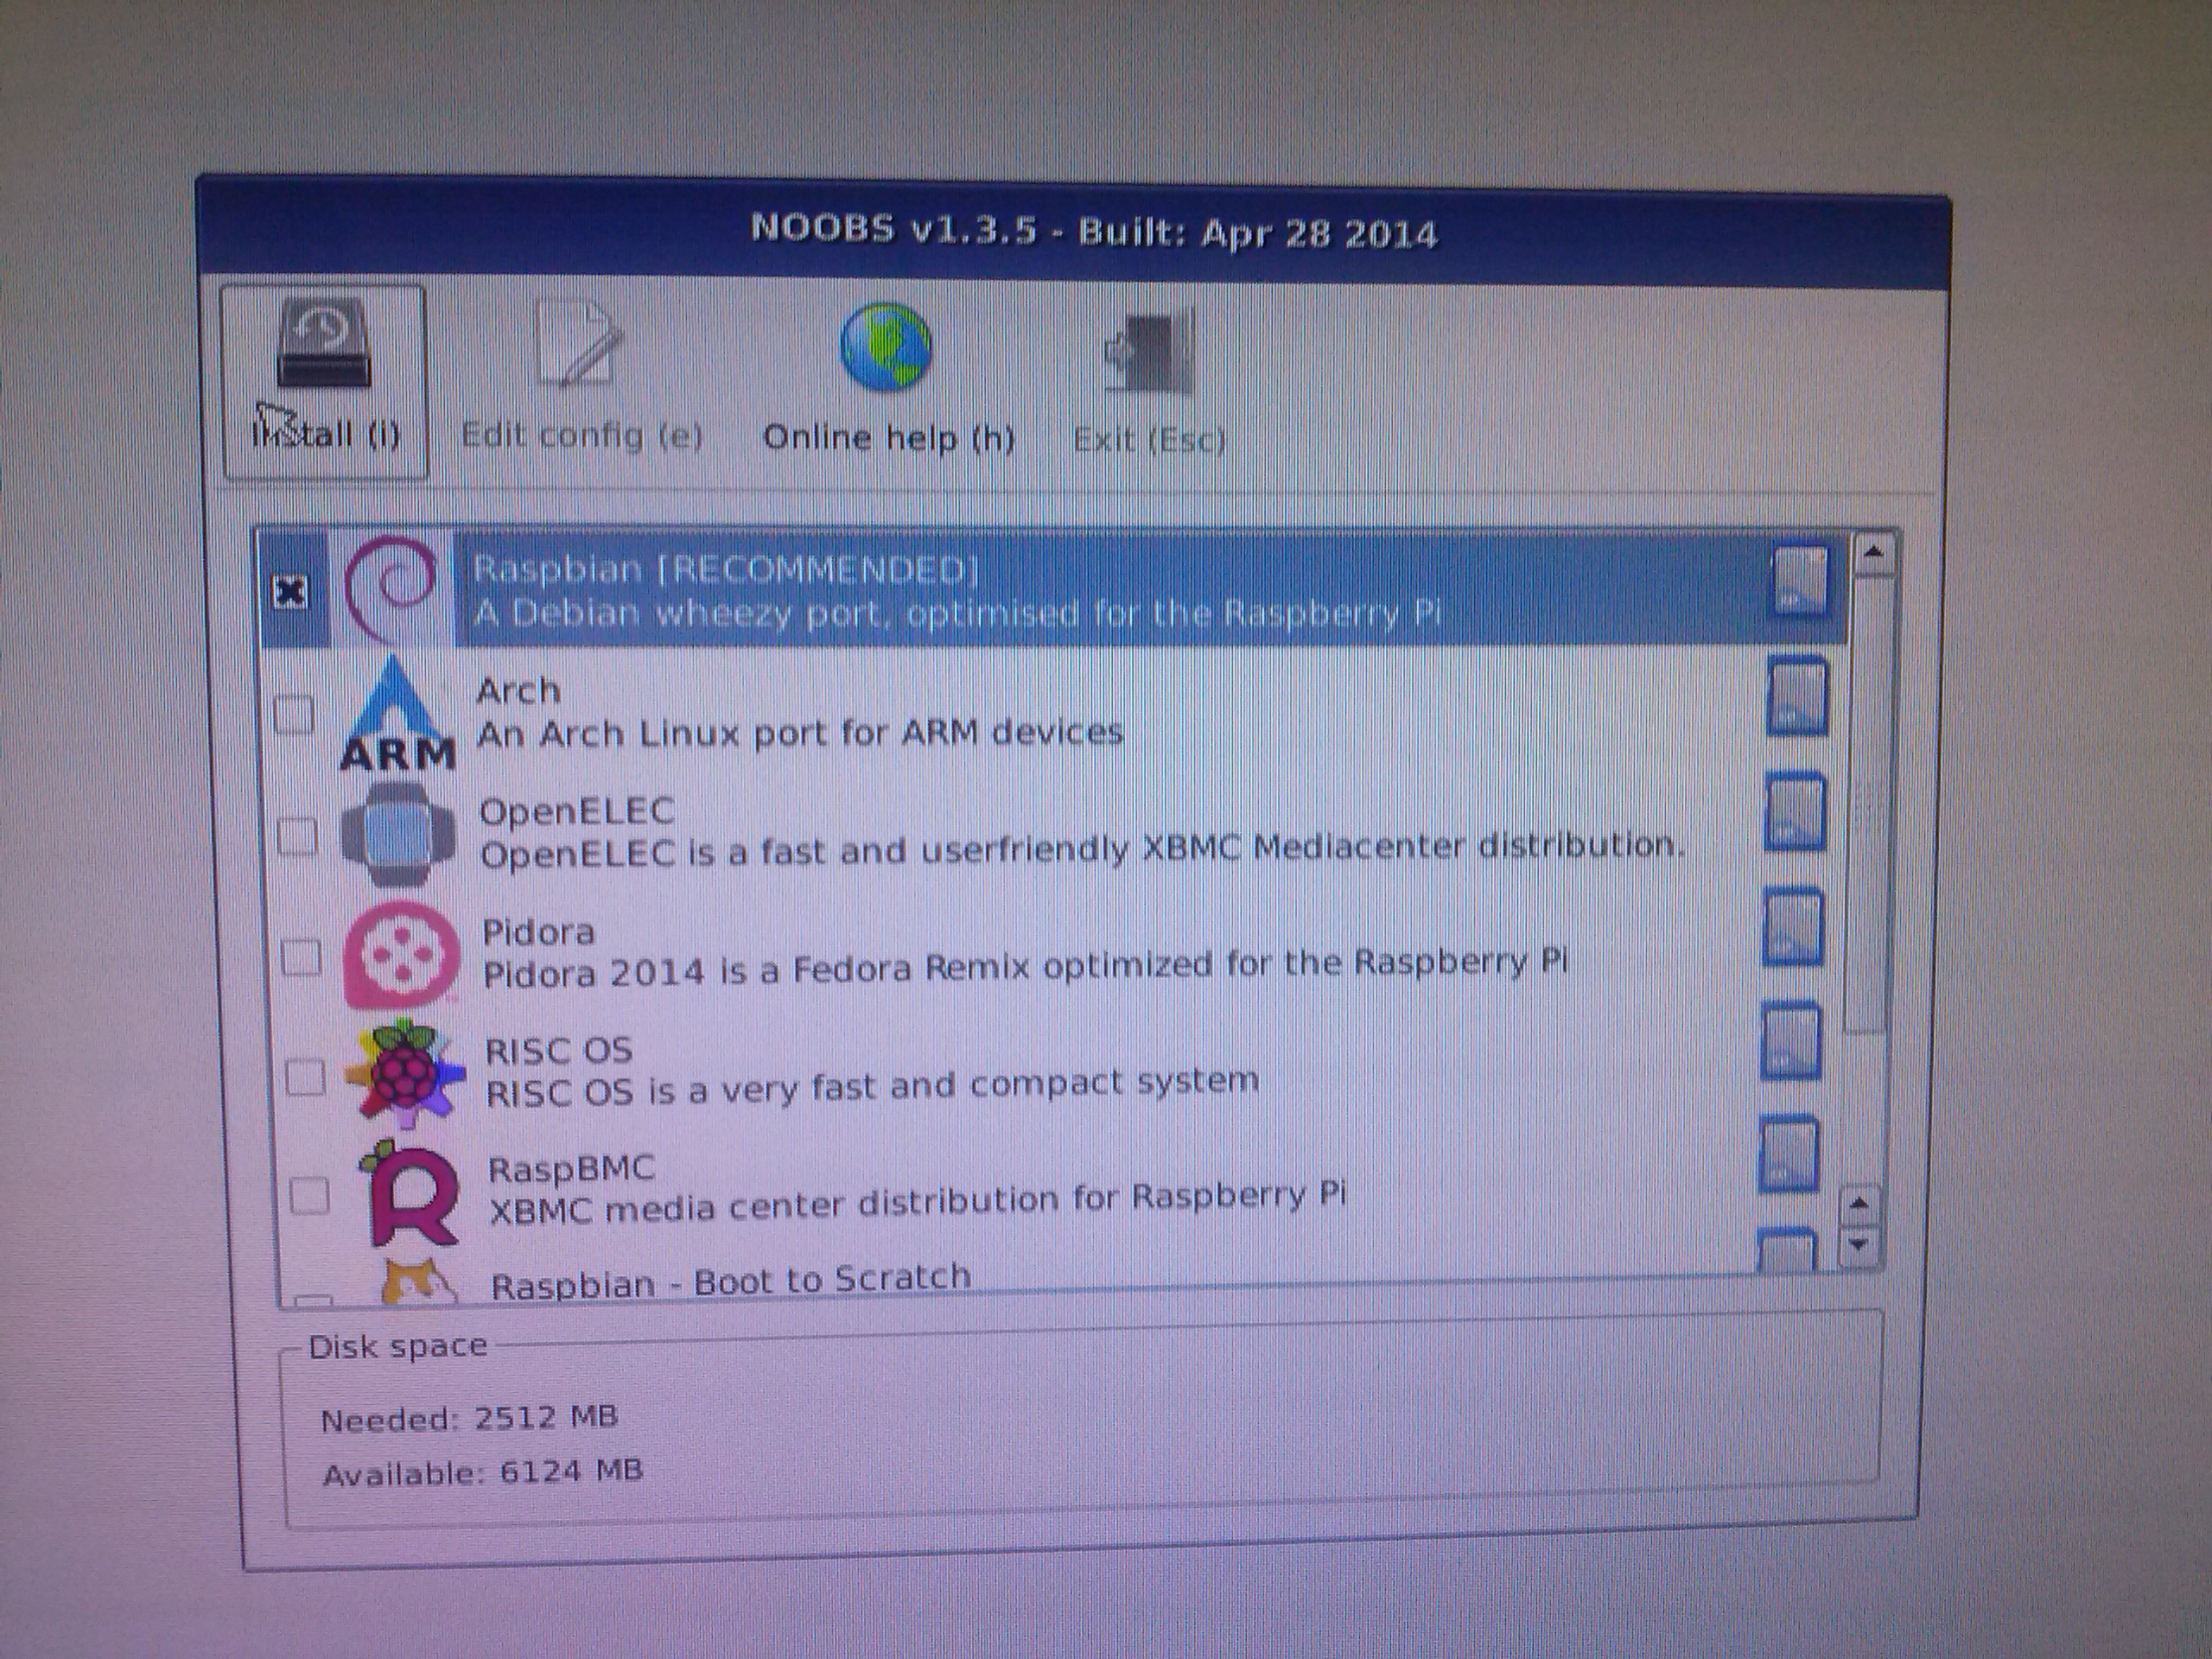 NOOBS v1.3.5 - Built: Apr 28 2014
Install (i)
Edit config (e)
Online help (h)
Exit (Esc)
Raspbian [RECOMMENDED]
A Debian wheezy port, optimised for the Raspberry Pi
ARM
Arch
An Arch Linux port for ARM devices
OpenELEC
OpenELEC is a fast and userfriendly XBMC Mediacenter distribution.
Pidora
Pidora 2014 is a Fedora Remix optimized for the Raspberry Pi
RISC OS
RISC OS is a very fast and compact system
R
RaspBMC
XBMC media center distribution for Raspberry Pi
Raspbian - Boot to Scratch
Disk space
Needed: 2512 MB
Available: 6124 MB